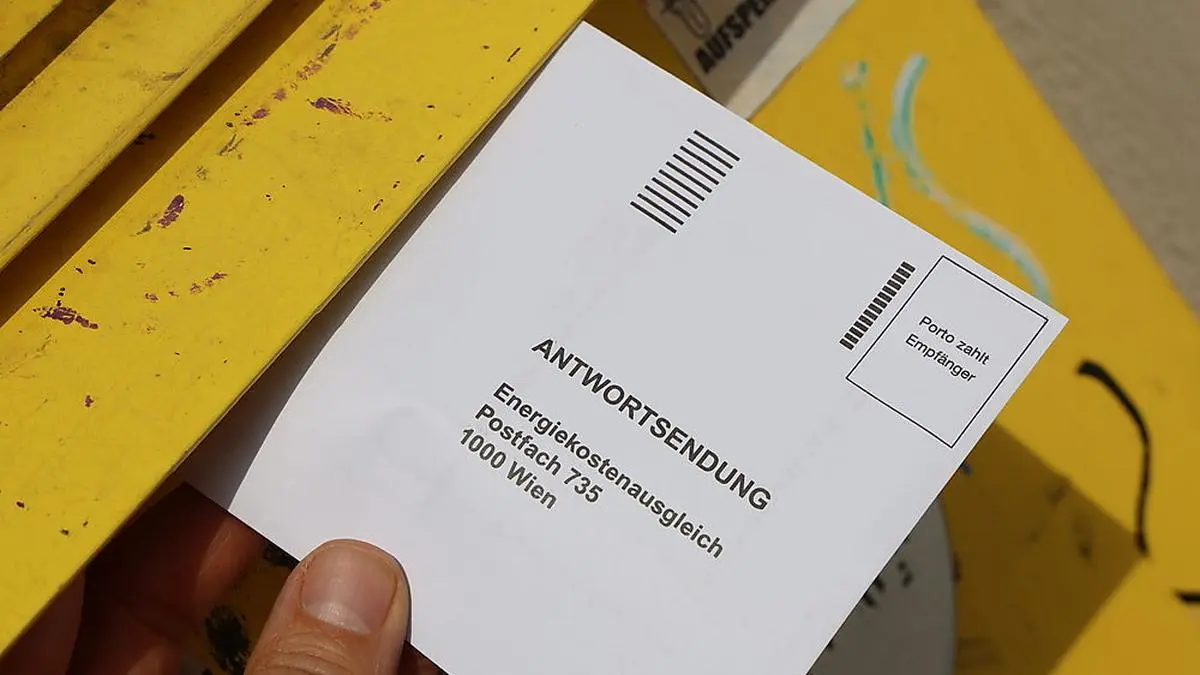 Porto zahlt
Empfänger
ANTWORTSENDUNG
Energiekostenausgleich
Postfach 735
1000 Wien